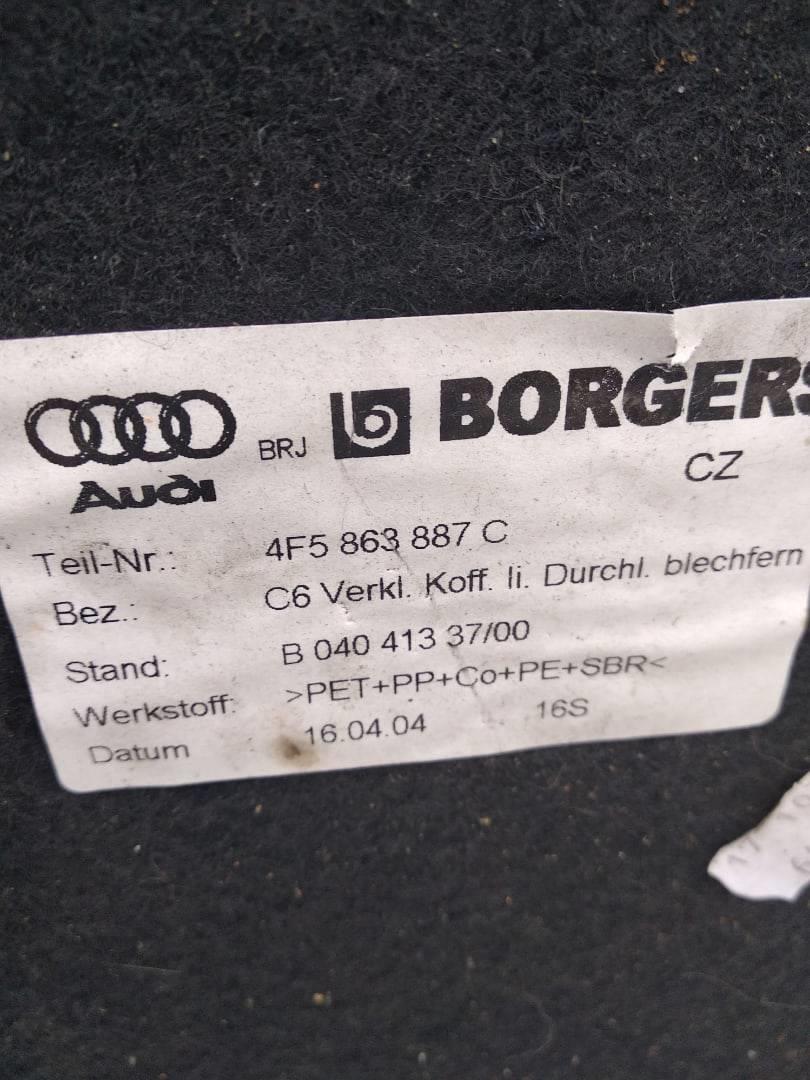 BORGERS
BRJ
CZ
Audi
Teil-Nr.: 4F5 863 887 C
Bez.: C6 Verkl. Koff. li. Durchl. blechfern
Stand: B 040 413 37/00
Werkstoff: >PET+PP+Co+PE+SBR<
Datum 16.04.04 16S
17